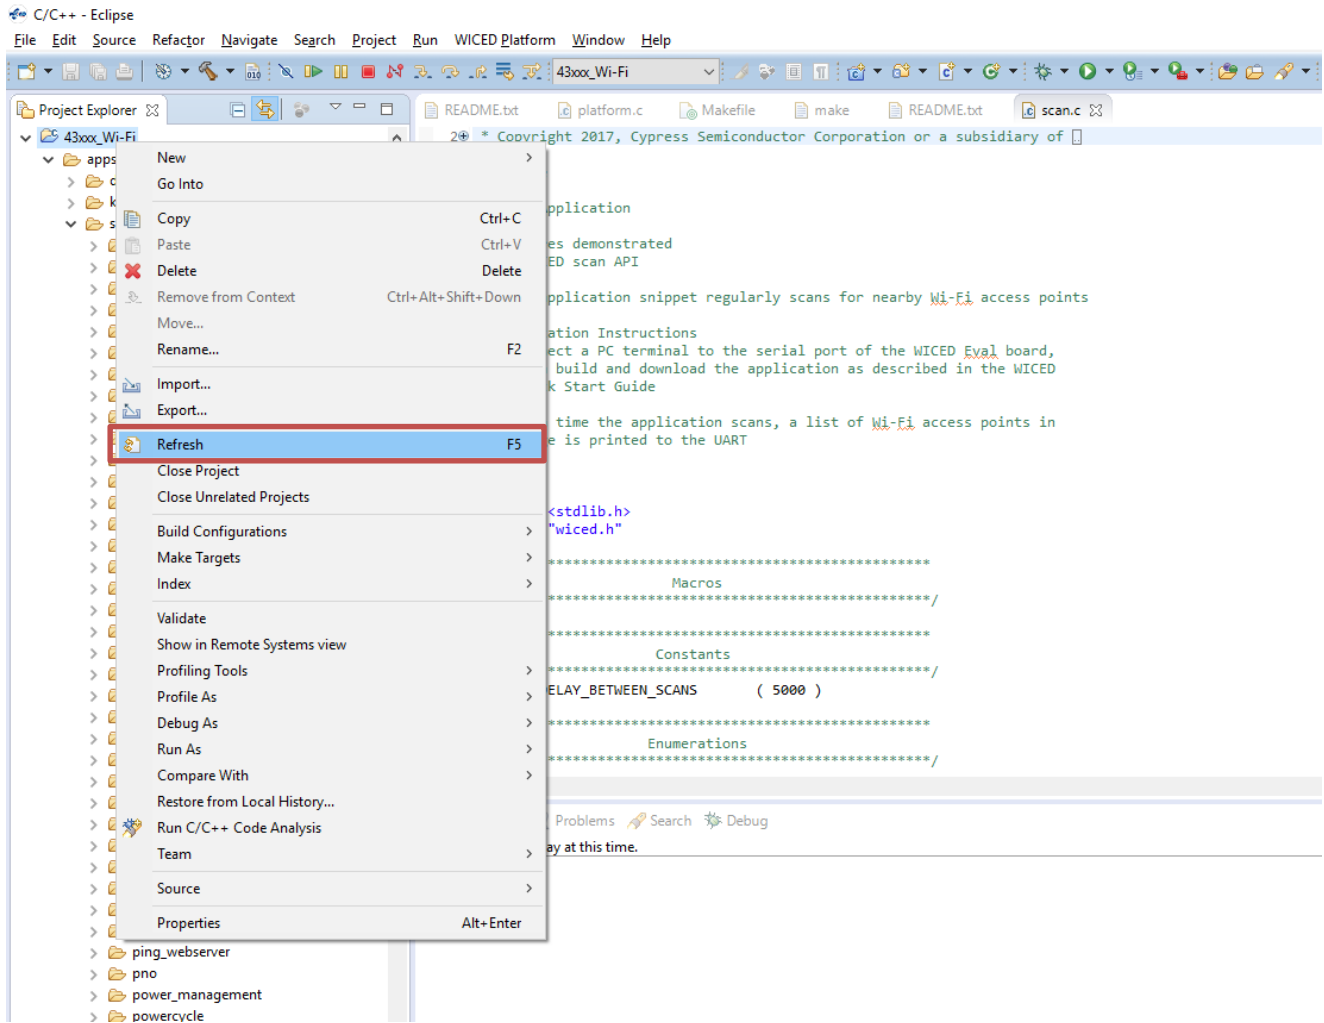 C/C++ - Eclipse
File Edit Source Refactor Navigate Search Project Run WICED Platform Window Help
43xxx_Wi-Fi
Project Explorer
README.txt platform.c Makefile make README.txt scan.c
43xxx_Wi-Fi
2 * Copyright 2017, Cypress Semiconductor Corporation or a subsidiary of
apps
New
Go Into
Copy Ctrl+C
pplication
Paste Ctrl+V
es demonstrated
Delete Delete
ED scan API
Remove from Context Ctrl+Alt+Shift+Down
pplication snippet regularly scans for nearby Wi-Fi access points
Move...
ation Instructions
Rename... F2
ect a PC terminal to the serial port of the WICED Eval board,
build and download the application as described in the WICED
Import...
k Start Guide
Export...
time the application scans, a list of Wi-Fi access points in
Refresh F5
e is printed to the UART
Close Project
Close Unrelated Projects
<stdlib.h>
Build Configurations
"wiced.h"
Make Targets
**********************************************
Index
Macros
**********************************************/
Validate
**********************************************
Show in Remote Systems view
Constants
Profiling Tools
**********************************************/
Profile As
ELAY_BETWEEN_SCANS ( 5000 )
Debug As
**********************************************
Run As
Enumerations
**********************************************/
Compare With
Restore from Local History...
Run C/C++ Code Analysis
Problems Search Debug
Team
ay at this time.
Source
Properties Alt+Enter
ping_webserver
pno
power_management
powercycle